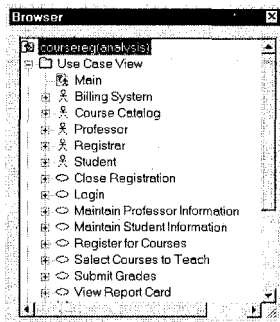 Browser
coursereg(analysis)
Use Case View
Main
Billing System
Course Catalog
Professor
Registrar
Student
Close Registration
Login
Maintain Professor Information
Maintain Student Information
Register for Courses
Select Courses to Teach
Submit Grades
View Report Card